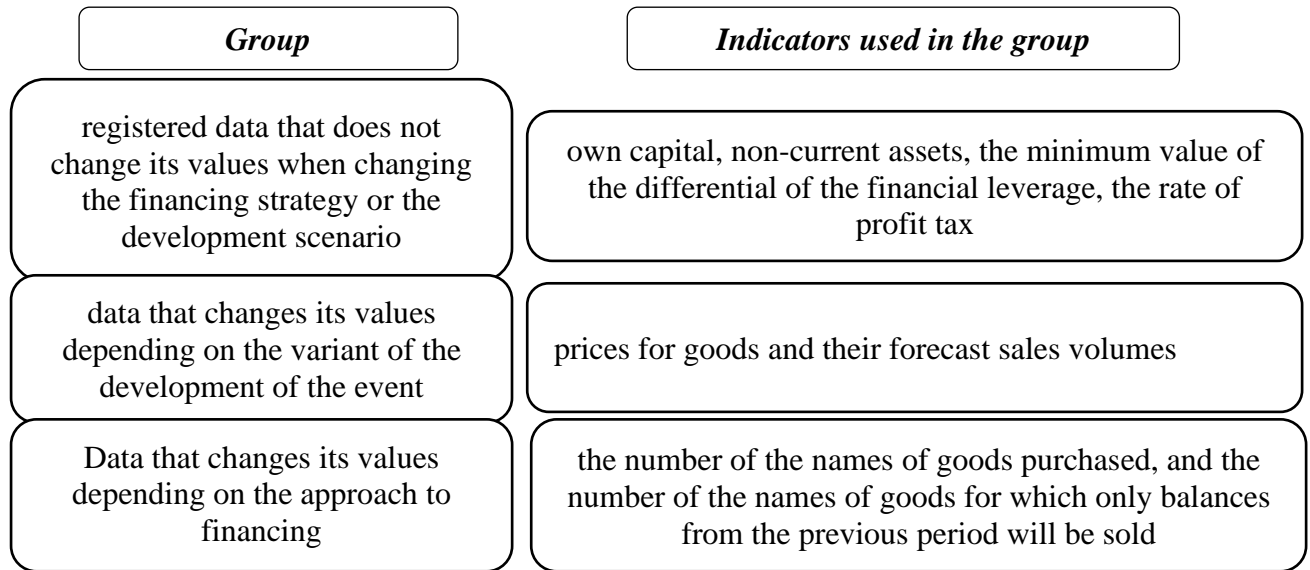 Group
Indicators used in the group
registered data that does not
change its values when changing
the financing strategy or the
development scenario
own capital, non-current assets, the minimum value of
the differential of the financial leverage, the rate of
profit tax
data that changes its values
depending on the variant of the
development of the event
prices for goods and their forecast sales volumes
Data that changes its values
depending on the approach to
financing
the number of the names of goods purchased, and the
number of the names of goods for which only balances
from the previous period will be sold